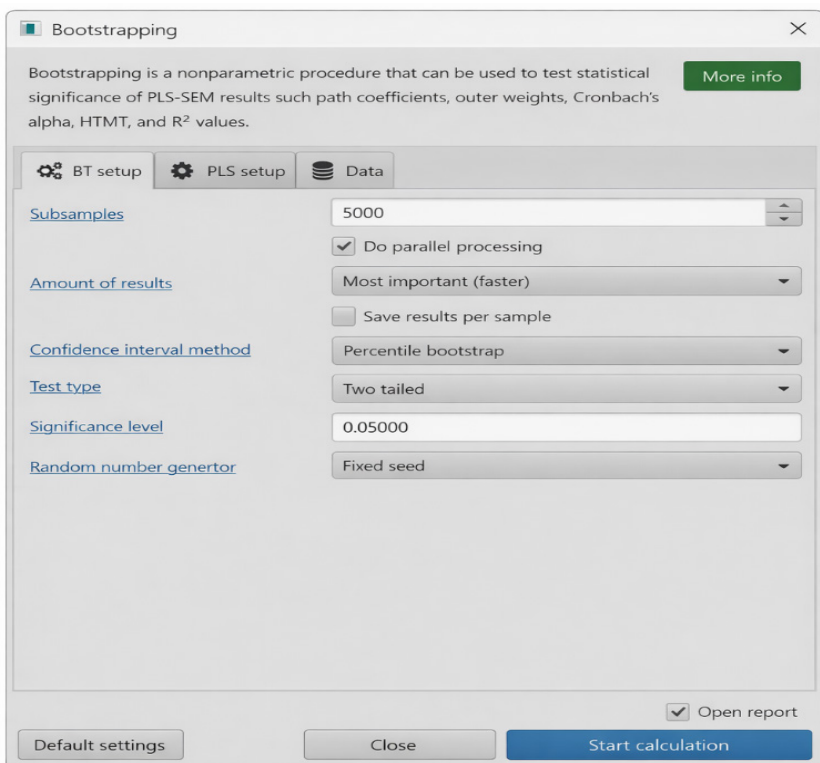 Bootstrapping
Bootstrapping is a nonparametric procedure that can be used to test statistical
significance of PLS-SEM results such path coefficients, outer weights, Cronbach's
alpha, HTMT, and R² values.
More info
BT setup PLS setup Data
Subsamples 5000
Do parallel processing
Amount of results Most important (faster)
Save results per sample
Confidence interval method Percentile bootstrap
Test type Two tailed
Significance level 0.05000
Random number genertor Fixed seed
Open report
Default settings Close Start calculation